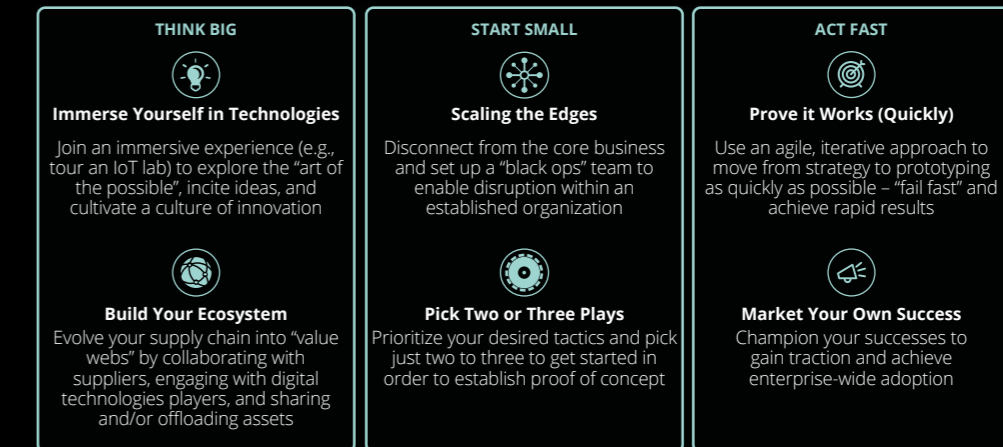 THINK BIG
Immerse Yourself in Technologies
Join an immersive experience (e.g.,
tour an IoT lab) to explore the “art of
the possible”, incite ideas, and
cultivate a culture of innovation
Build Your Ecosystem
Evolve your supply chain into “value
webs” by collaborating with
suppliers, engaging with digital
technologies players, and sharing
and/or offloading assets
START SMALL
Scaling the Edges
Disconnect from the core business
and set up a “black ops” team to
enable disruption within an
established organization
Pick Two or Three Plays
Prioritize your desired tactics and pick
just two to three to get started in
order to establish proof of concept
ACT FAST
Prove it Works (Quickly)
Use an agile, iterative approach to
move from strategy to prototyping
as quickly as possible – “fail fast” and
achieve rapid results
Market Your Own Success
Champion your successes to
gain traction and achieve
enterprise-wide adoption